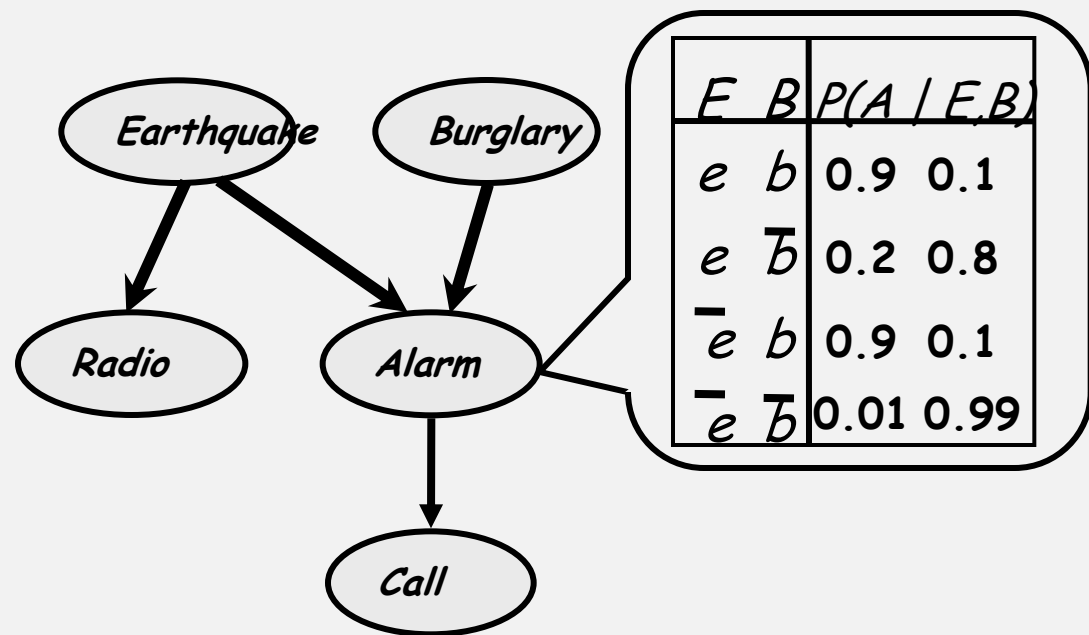 Earthquake
Burglary
Radio
Alarm
Call
E B P(A | E,B)
e b 0.9 0.1
e b̅ 0.2 0.8
e̅ b 0.9 0.1
e̅ b̅ 0.01 0.99